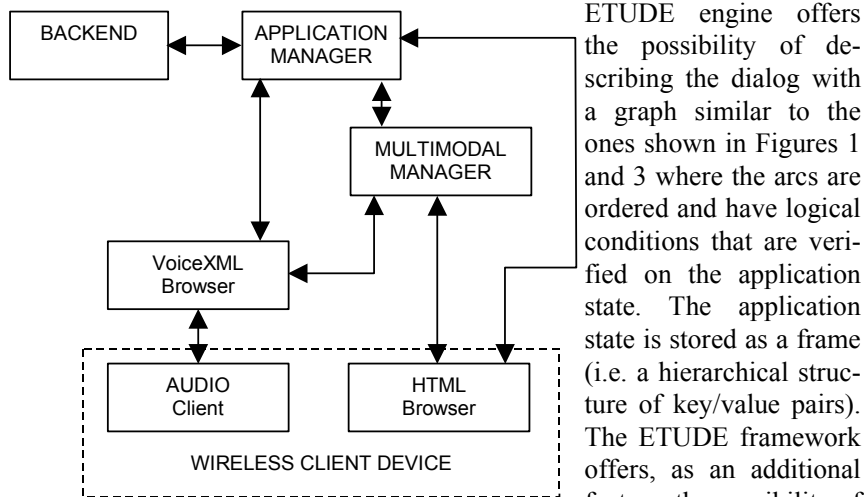 BACKEND
APPLICATION
MANAGER
MULTIMODAL
MANAGER
VoiceXML
Browser
AUDIO
Client
HTML
Browser
WIRELESS CLIENT DEVICE
ETUDE engine offers
the possibility of de-
scribing the dialog with
a graph similar to the
ones shown in Figures 1
and 3 where the arcs are
ordered and have logical
conditions that are veri-
fied on the application
state. The application
state is stored as a frame
(i.e. a hierarchical struc-
ture of key/value pairs).
The ETUDE framework
offers, as an additional